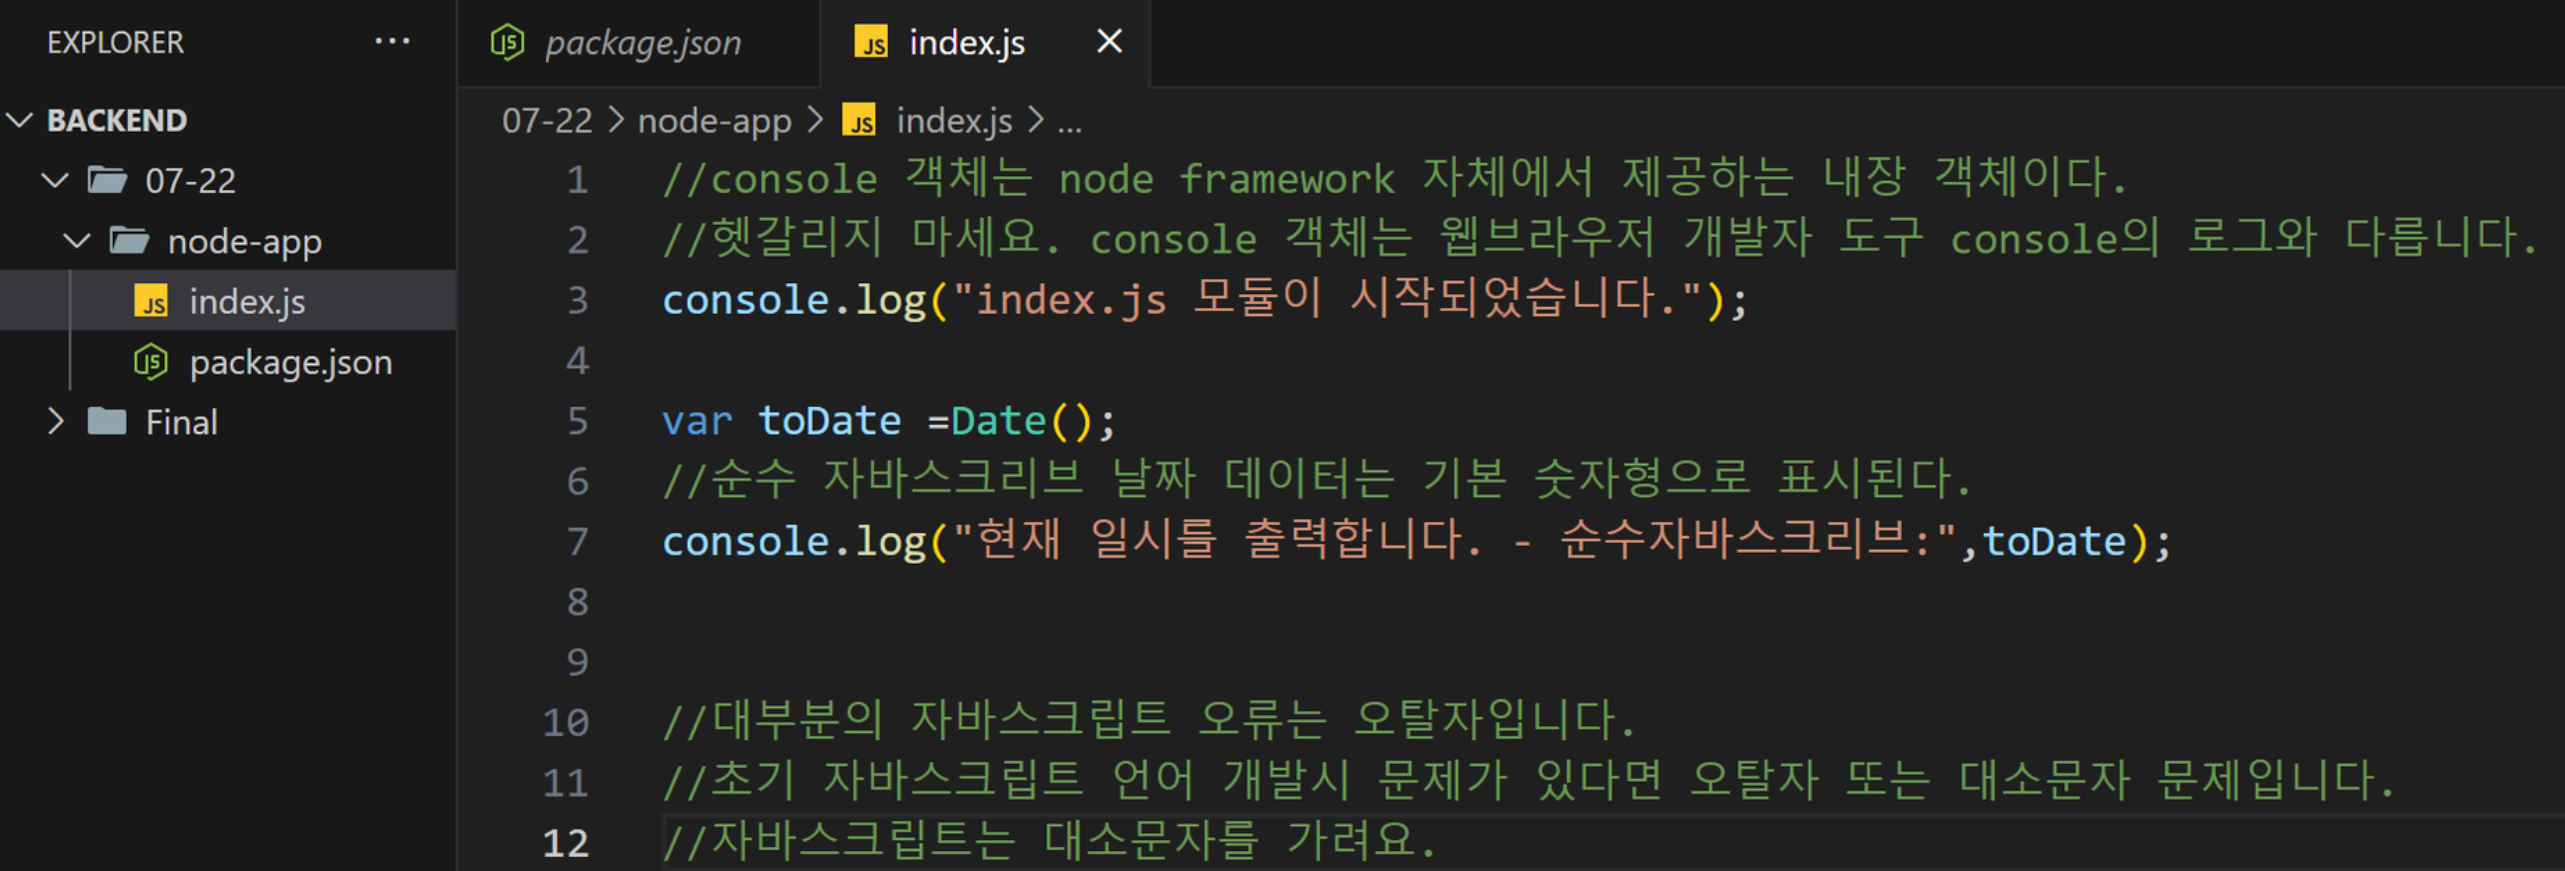 EXPLORER ...
BACKEND
07-22
node-app
index.js
package.json
Final
package.json
index.js
07-22 > node-app > index.js > ...
1 //console 객체는 node framework 자체에서 제공하는 내장 객체이다.
2 //헷갈리지 마세요. console 객체는 웹브라우저 개발자 도구 console의 로그와 다릅니다.
3 console.log("index.js 모듈이 시작되었습니다.");
4
5 var toDate =Date();
6 //순수 자바스크리브 날짜 데이터는 기본 숫자형으로 표시된다.
7 console.log("현재 일시를 출력합니다. - 순수자바스크리브:",toDate);
8
9
10 //대부분의 자바스크립트 오류는 오탈자입니다.
11 //초기 자바스크립트 언어 개발시 문제가 있다면 오탈자 또는 대소문자 문제입니다.
12 //자바스크립트는 대소문자를 가려요.